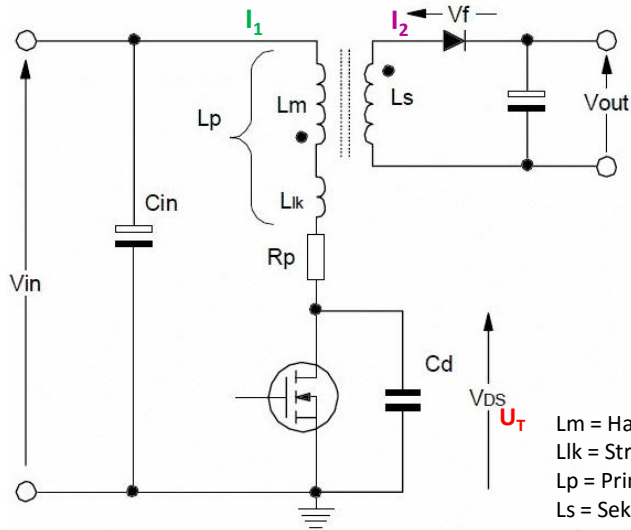 I1
I2
Vf
Lp
Lm
Ls
Vout
Cin
Llk
Rp
Vin
Cd
VDS
UT
Lm = Ha
Llk = Str
Lp = Prin
Ls = Sek